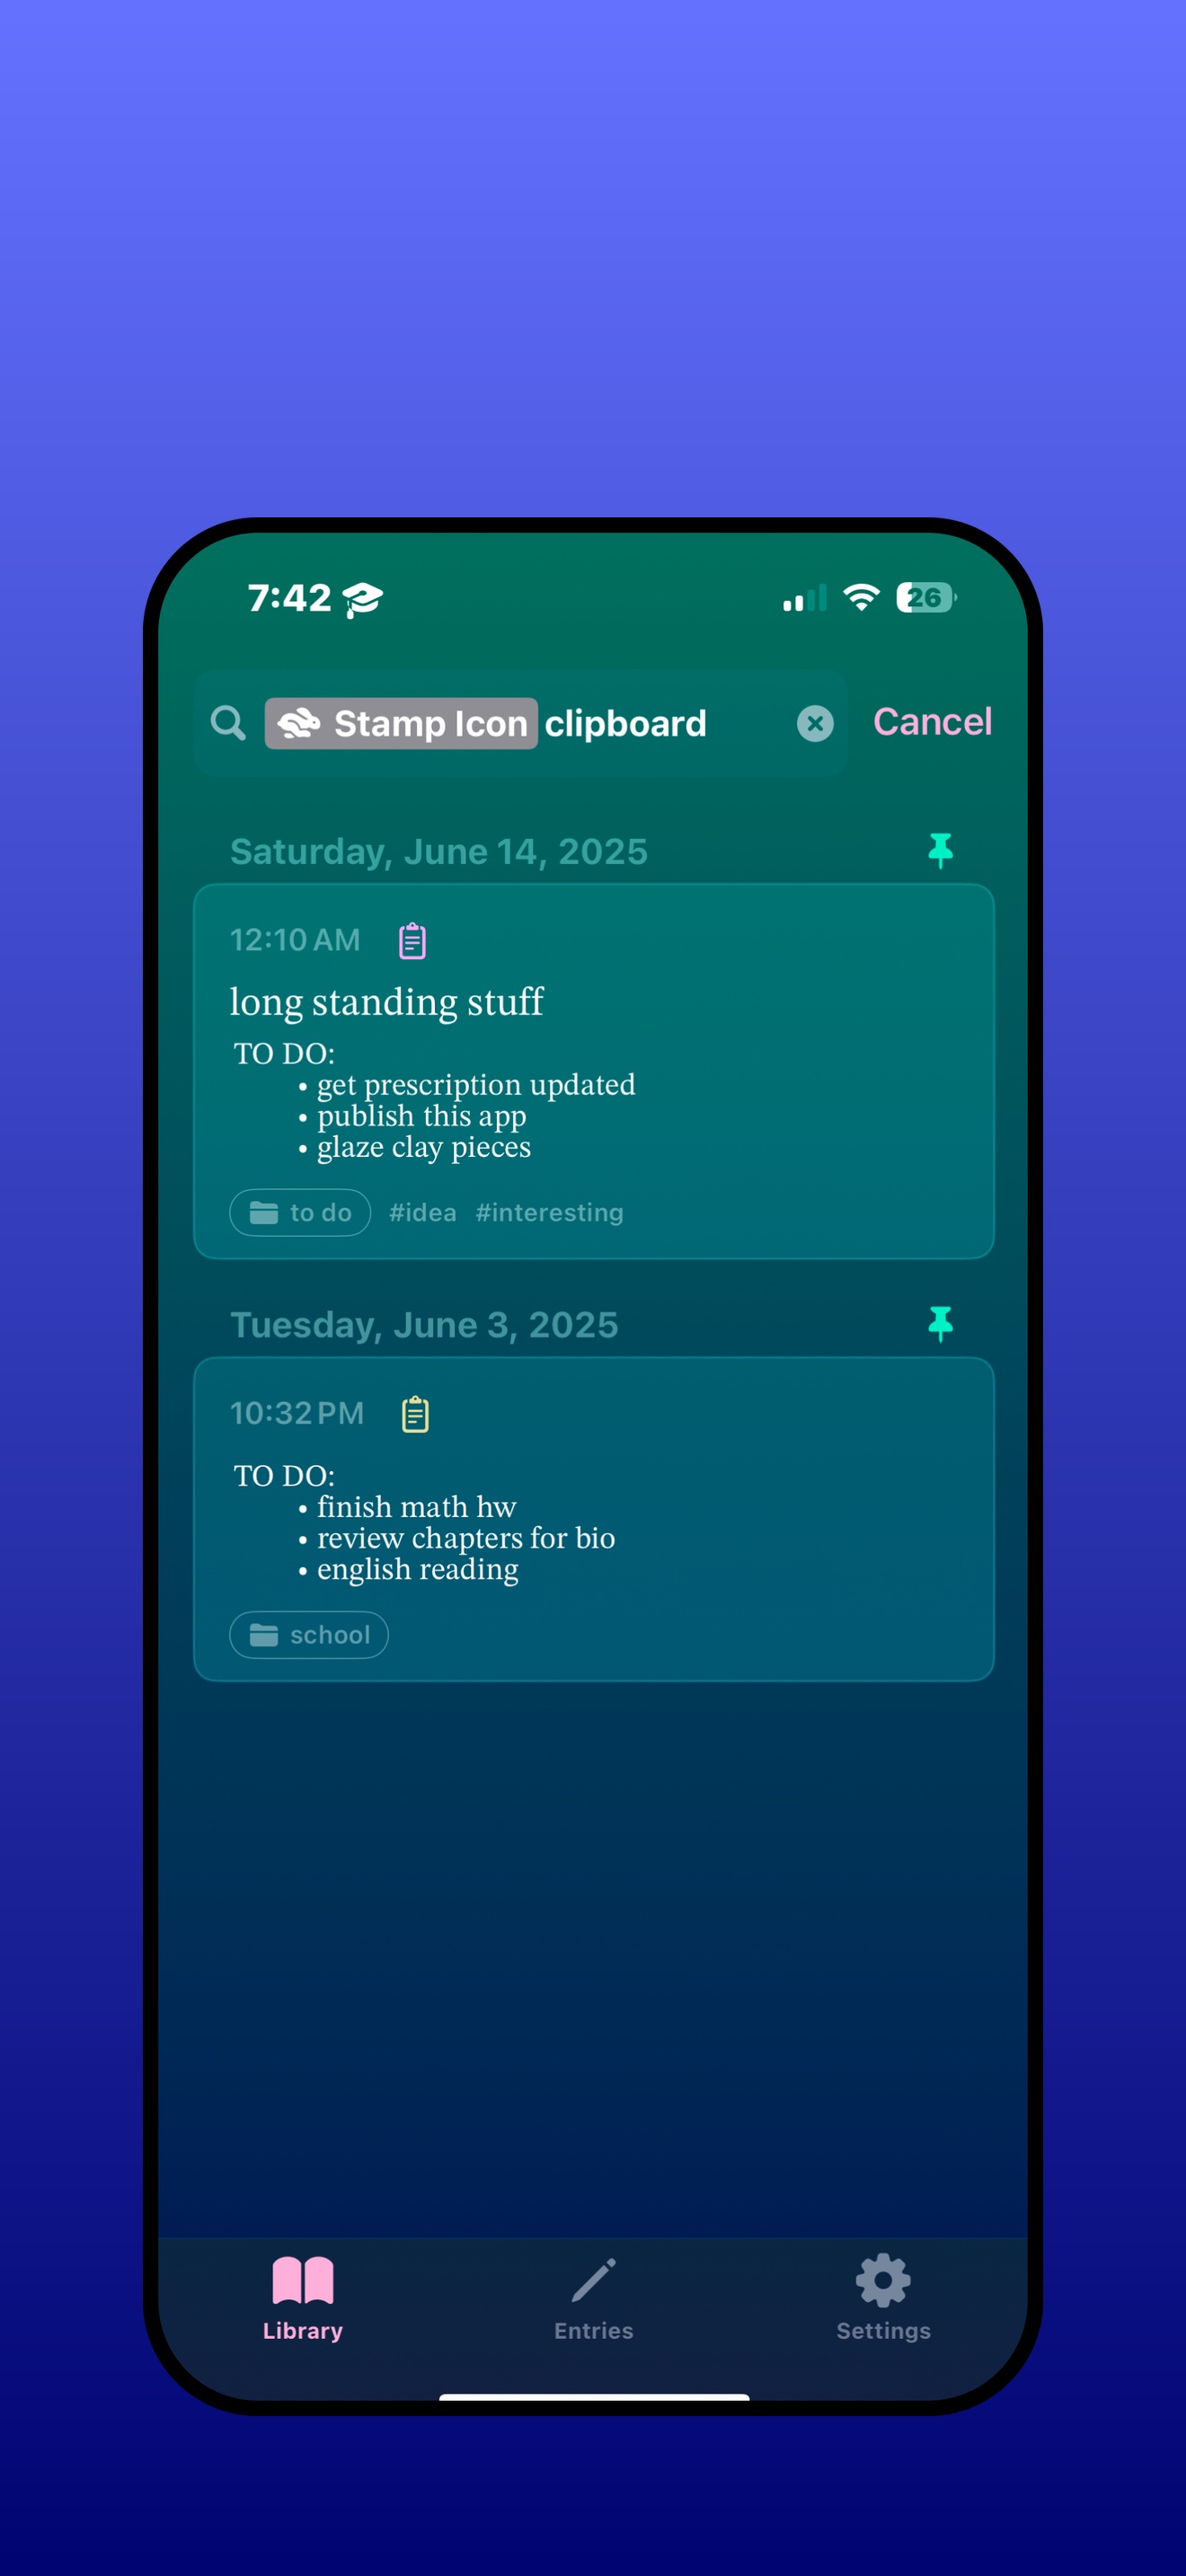 7:42 26
Stamp Icon clipboard Cancel
Saturday, June 14, 2025
12:10 AM
long standing stuff
TO DO:
• get prescription updated
• publish this app
• glaze clay pieces
to do #idea #interesting
Tuesday, June 3, 2025
10:32 PM
TO DO:
• finish math hw
• review chapters for bio
• english reading
school
Library Entries Settings